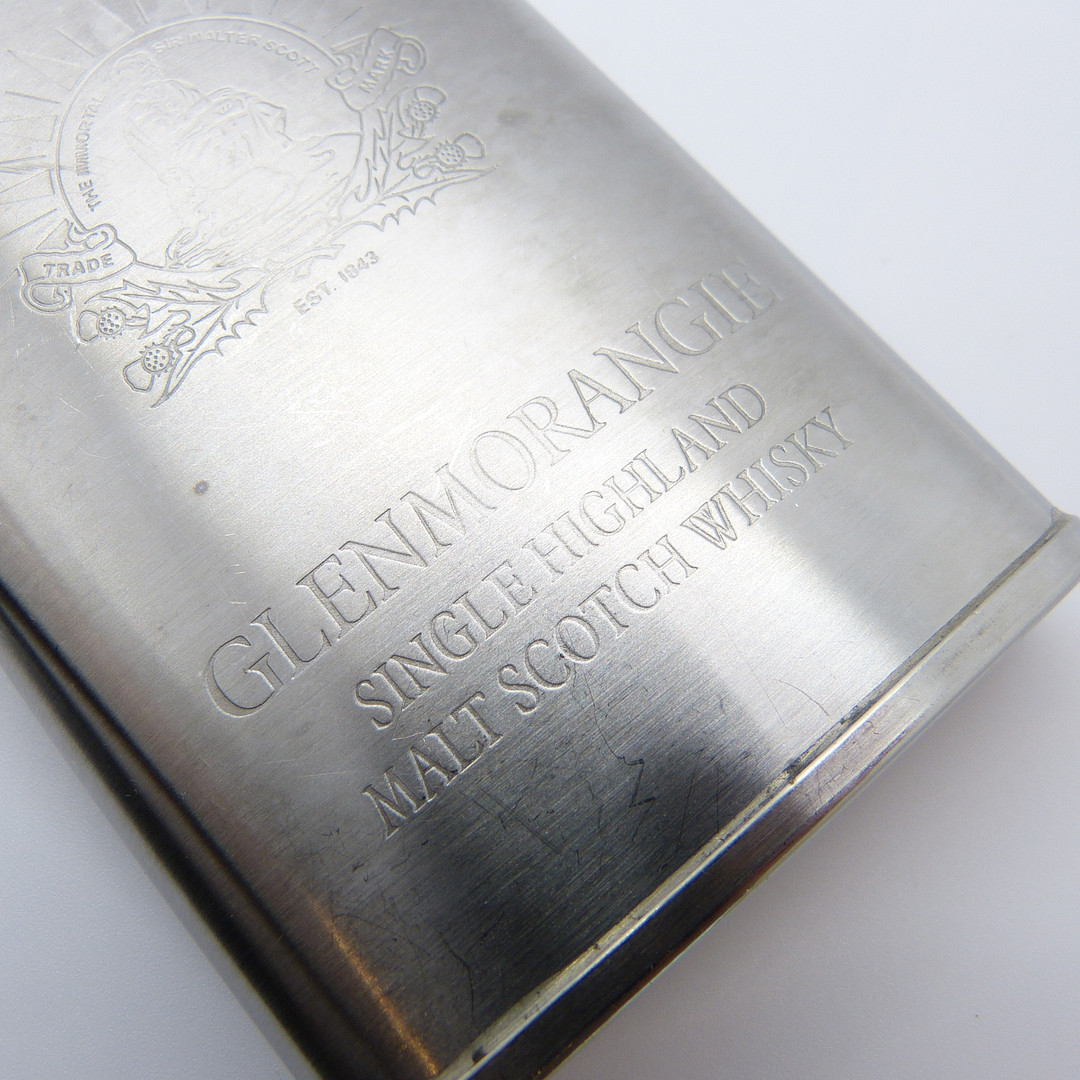 THE IMMORTAL SIR WALTER SCOTT
TRADE MARK
EST. 1843
GLENMORANGIE
SINGLE HIGHLAND
MALT SCOTCH WHISKY